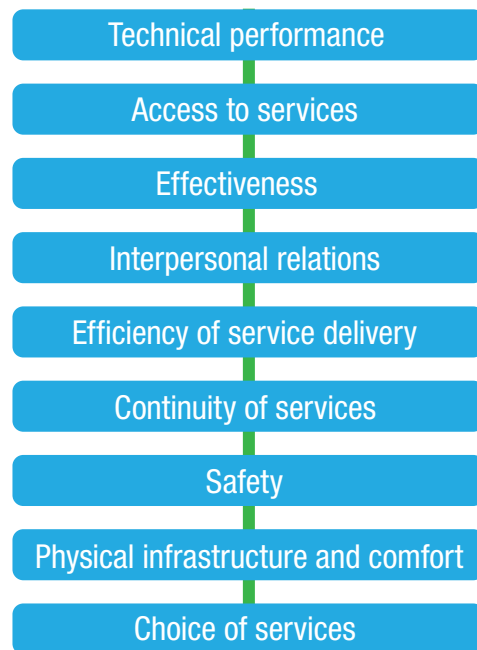 Technical performance
Access to services
Effectiveness
Interpersonal relations
Efficiency of service delivery
Continuity of services
Safety
Physical infrastructure and comfort
Choice of services